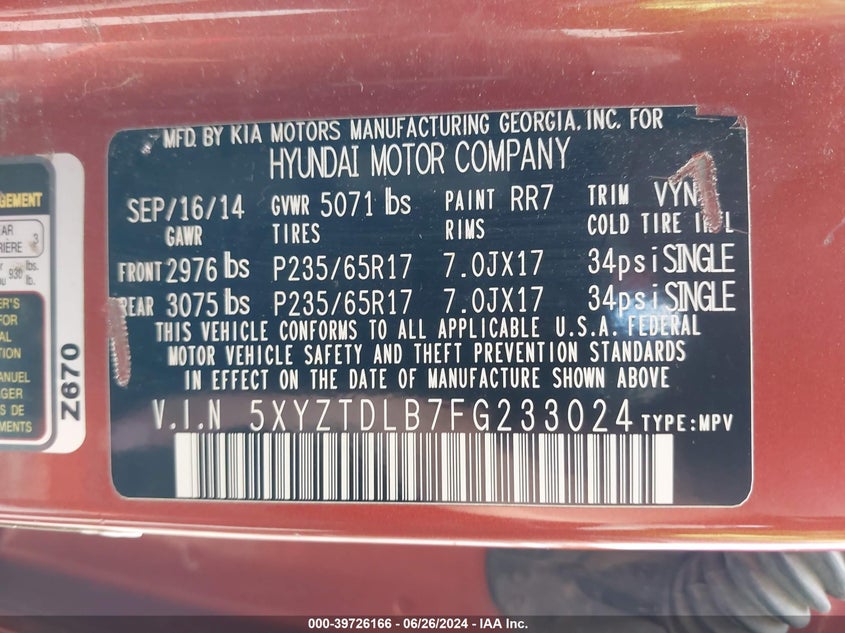 MFD. BY KIA MOTORS MANUFACTURING GEORGIA, INC. FOR
HYUNDAI MOTOR COMPANY
SEP/16/14 GVWR 5071 lbs PAINT RR7 TRIM VYN
GAWR TIRES RIMS COLD TIRE
FRONT 2976 lbs P235/65R17 7.0JX17 34psi SINGLE
REAR 3075 lbs P235/65R17 7.0JX17 34psi SINGLE
THIS VEHICLE CONFORMS TO ALL APPLICABLE U.S.A. FEDERAL
MOTOR VEHICLE SAFETY AND THEFT PREVENTION STANDARDS
IN EFFECT ON THE DATE OF MANUFACTURE SHOWN ABOVE
V.I.N 5XYZTDLB7FG233024 TYPE:MPV
Z670
000-39726166 - 06/26/2024 - IAA Inc.